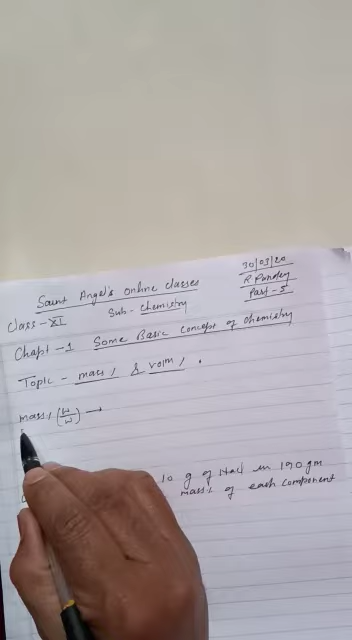 Saint Angel's Online classes
30/03/20
R Pandey
Part - 5
Class - XI
Sub - Chemistry
Chapt - 1 Some Basic Concept of Chemistry
Topic - mass % & volm % .
Mass % (W/W) →
10 g of NaCl in 190 gm
mass % of each component